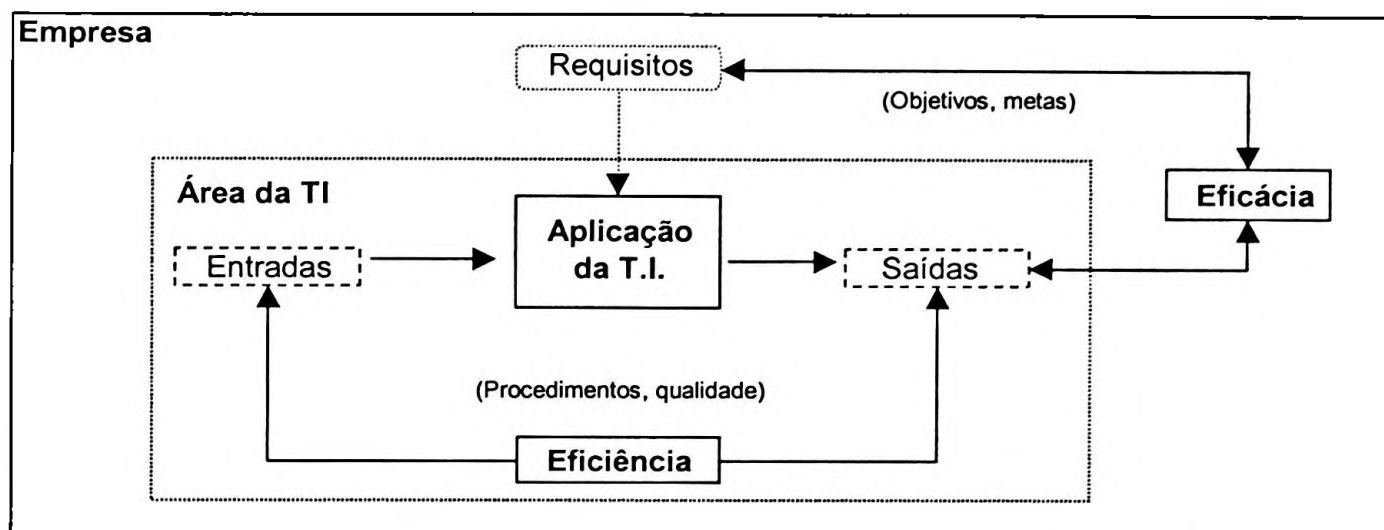 Empresa
Requisitos
(Objetivos, metas)
Eficácia
Área da TI
Entradas
Aplicação
da T.I.
Saídas
(Procedimentos, qualidade)
Eficiência